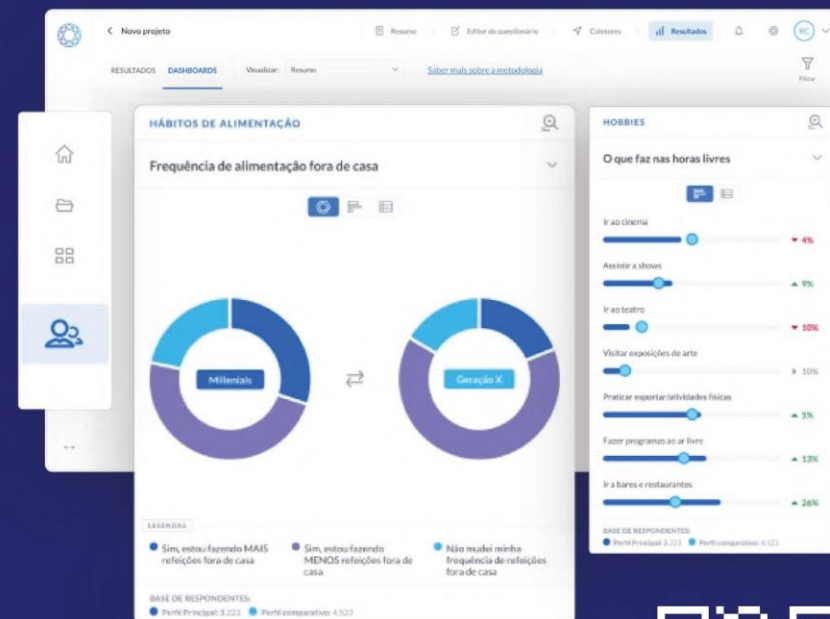 Novo projeto
Resumo
Editor do questionário
Coletores
Resultados
RC
RESULTADOS
DASHBOARDS
Visualizar:
Resumo
Saber mais sobre a metodologia
Filtrar
HÁBITOS DE ALIMENTAÇÃO
Frequência de alimentação fora de casa
Millenials
Geração X
LEGENDAS
Sim, estou fazendo MAIS
refeições fora de casa
Sim, estou fazendo
MENOS refeições fora de
casa
Não mudei minha
frequência de refeições
fora de casa
BASE DE RESPONDENTES:
Perfil Principal: 3.223
Perfil comparativo: 4.523
HOBBIES
O que faz nas horas livres
Ir ao cinema
4%
Assistir a shows
9%
Ir ao teatro
10%
Visitar exposições de arte
10%
Praticar esportar/atividades físicas
5%
Fazer programas ao ar livre
13%
Ir a bares e restaurantes
26%
BASE DE RESPONDENTES:
Perfil Principal: 3.223
Perfil comparativo: 4.523